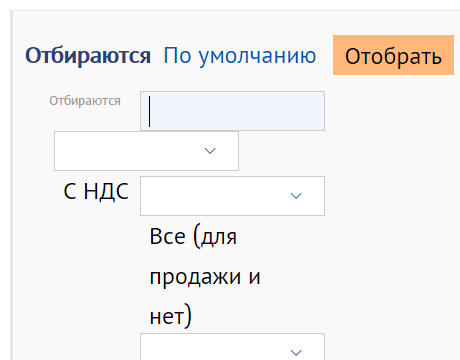 Отбираются По умолчанию Отобрать
Отбираются
С НДС
Все (для
продажи и
нет)